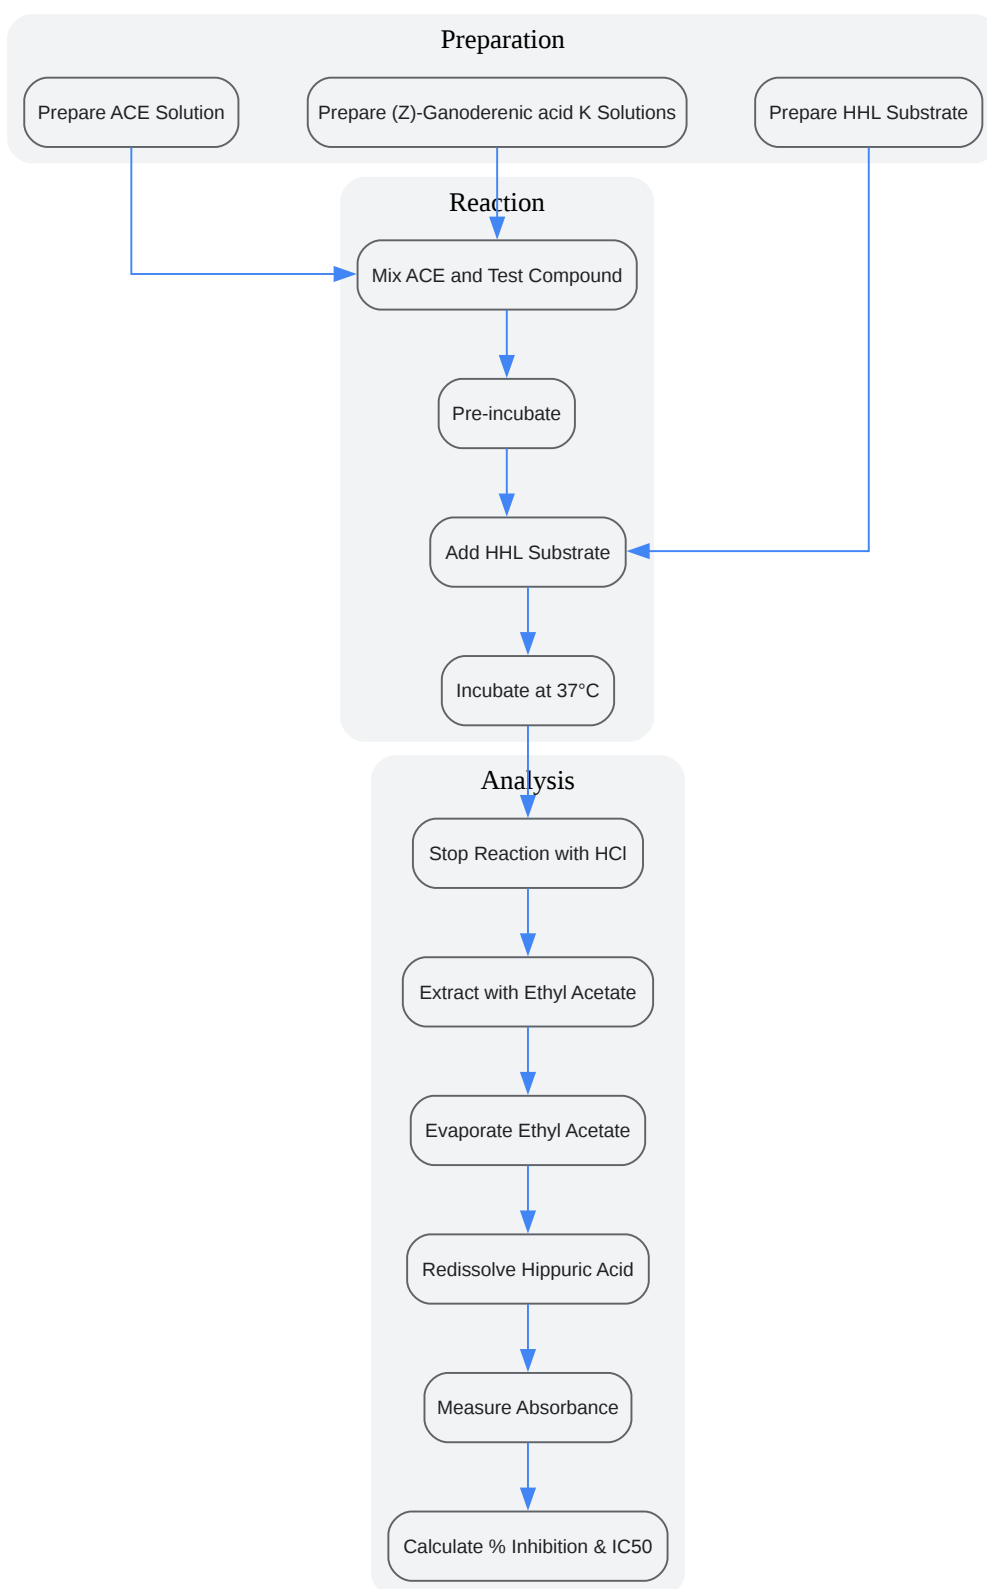 Preparation
Prepare ACE Solution
Prepare (Z)-Ganoderenic acid K Solutions
Prepare HHL Substrate
Reaction
Mix ACE and Test Compound
Pre-incubate
Add HHL Substrate
Incubate at 37°C
Analysis
Stop Reaction with HCl
Extract with Ethyl Acetate
Evaporate Ethyl Acetate
Redissolve Hippuric Acid
Measure Absorbance
Calculate % Inhibition & IC50